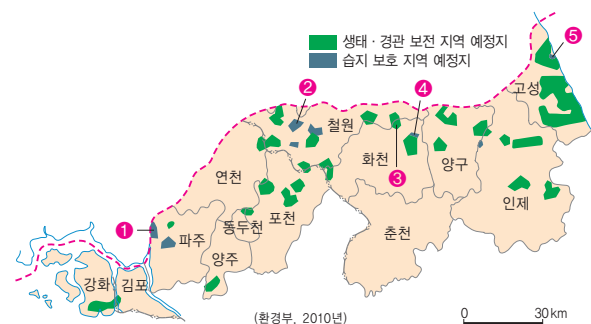 생태·경관 보전 지역 예정지
습지 보호 지역 예정지
5
고성
2
4
철원
화천
양구
연천
3
인제
포천
동두천
1
파주
춘천
양주
강화
김포
(환경부, 2010년)
0 30 km